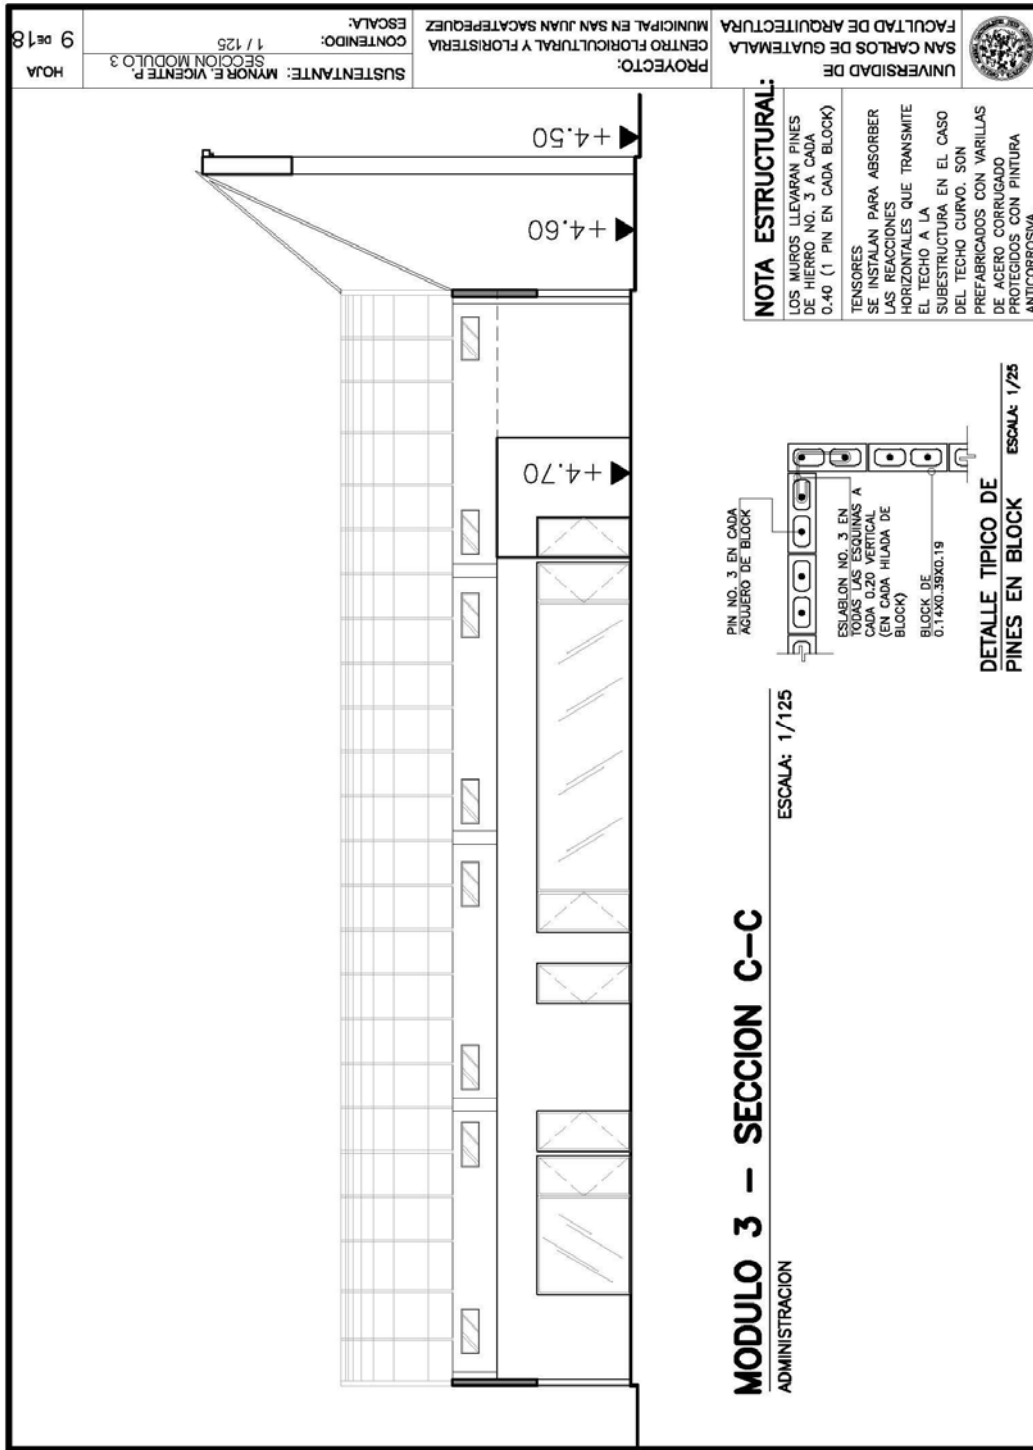 MODULO 3 – SECCION C–C
ADMINISTRACION
ESCALA: 1/125
+4.70
+4.60
+4.50
PIN NO. 3 EN CADA
AGUJERO DE BLOCK
ESLABLON NO. 3 EN
TODAS LAS ESQUINAS A
CADA 0.20 VERTICAL
(EN CADA HILADA DE
BLOCK)
BLOCK DE
0.14X0.39X0.19
DETALLE TIPICO DE
PINES EN BLOCK
ESCALA: 1/25
NOTA ESTRUCTURAL:
LOS MUROS LLEVARAN PINES
DE HIERRO NO. 3 A CADA
0.40 (1 PIN EN CADA BLOCK)
TENSORES
SE INSTALAN PARA ABSORBER
LAS REACCIONES
HORIZONTALES QUE TRANSMITE
EL TECHO A LA
SUBESTRUCTURA EN EL CASO
DEL TECHO CURVO. SON
PREFABRICADOS CON VARILLAS
DE ACERO CORRUGADO
PROTEGIDOS CON PINTURA
ANTICORROSIVA
UNIVERSIDAD DE
SAN CARLOS DE GUATEMALA
FACULTAD DE ARQUITECTURA
PROYECTO:
CENTRO FLORICULTURAL Y FLORISTERIA
MUNICIPAL EN SAN JUAN SACATEPEQUEZ
SUSTENTANTE: MYNOR E. VICENTE P.
CONTENIDO: SECCION MODULO 3
ESCALA: 1 / 125
HOJA
9 DE 18